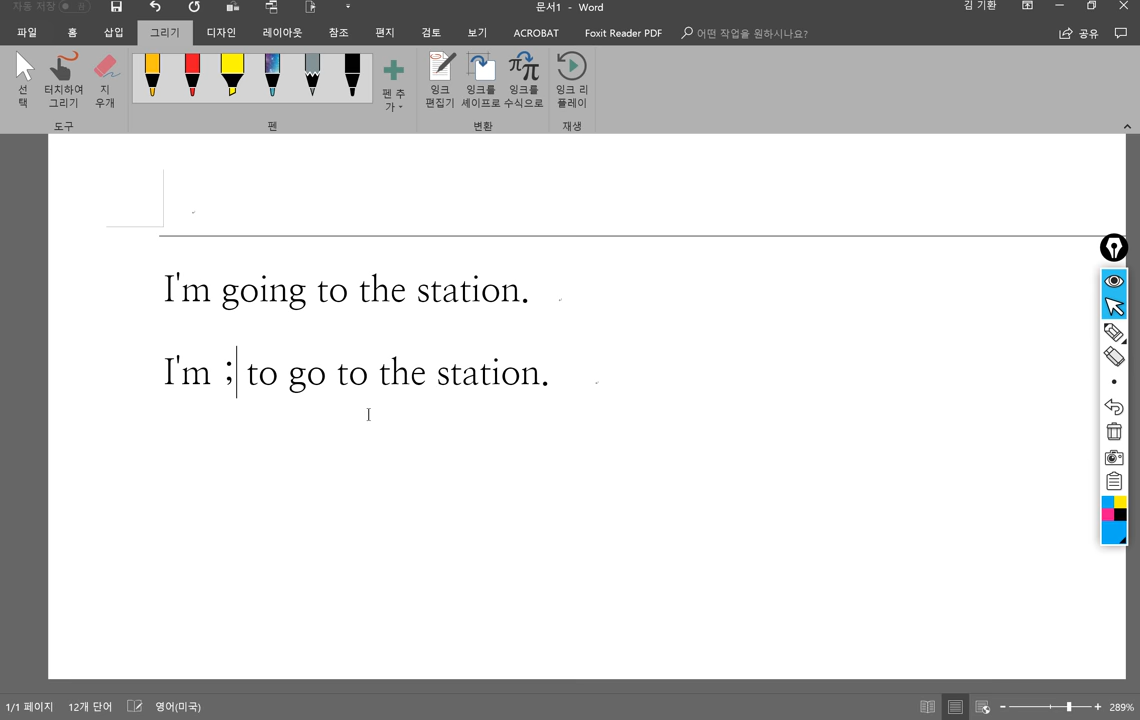 자동 저장
문서1 - Word
김 기환
파일 홈 삽입 그리기 디자인 레이아웃 참조 편지 검토 보기 ACROBAT Foxit Reader PDF 어떤 작업을 원하시나요? 공유
선택
터치하여 그리기
지우개
펜 추가
잉크 편집기
잉크를 셰이프로
잉크를 수식으로
잉크 리플레이
도구 펜 변환 재생
I'm going to the station.
I'm ; to go to the station.
1/1 페이지 12개 단어 영어(미국) 289%